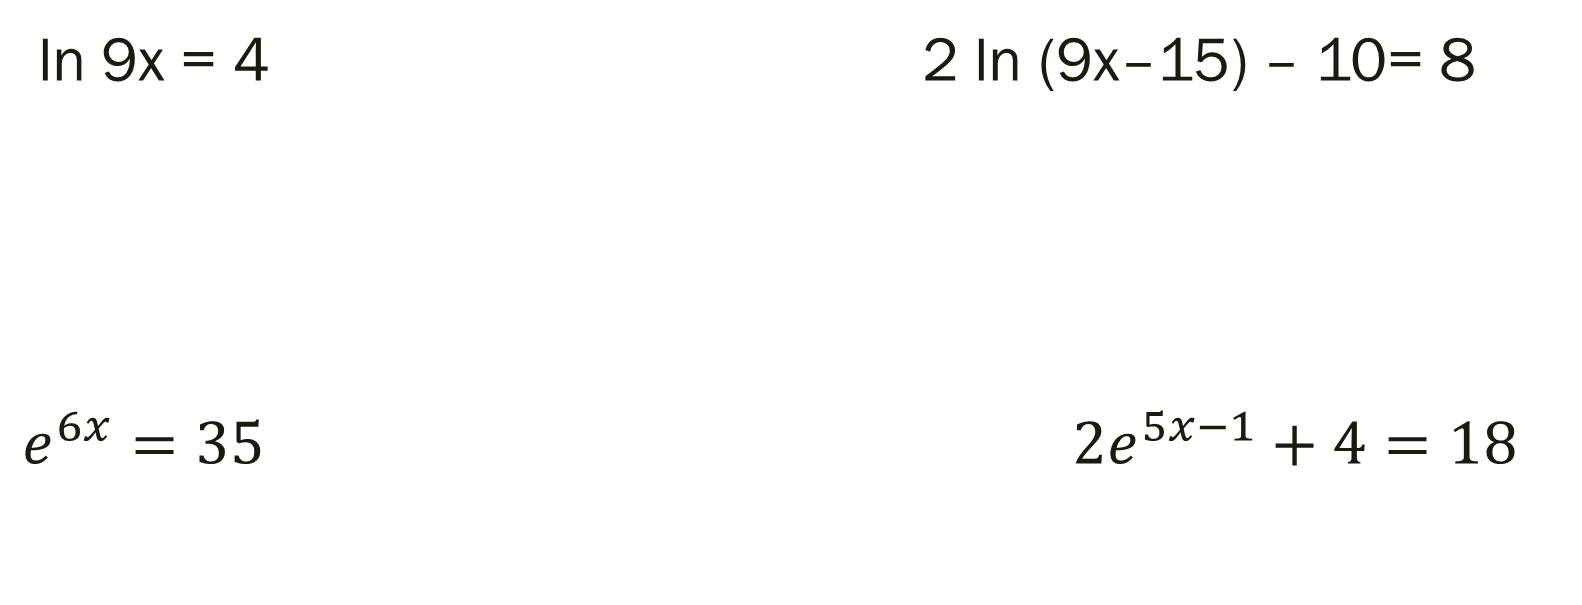 ln 9x = 4
2 ln (9x–15) – 10= 8
e^{6x} = 35
2e^{5x−1} + 4 = 18